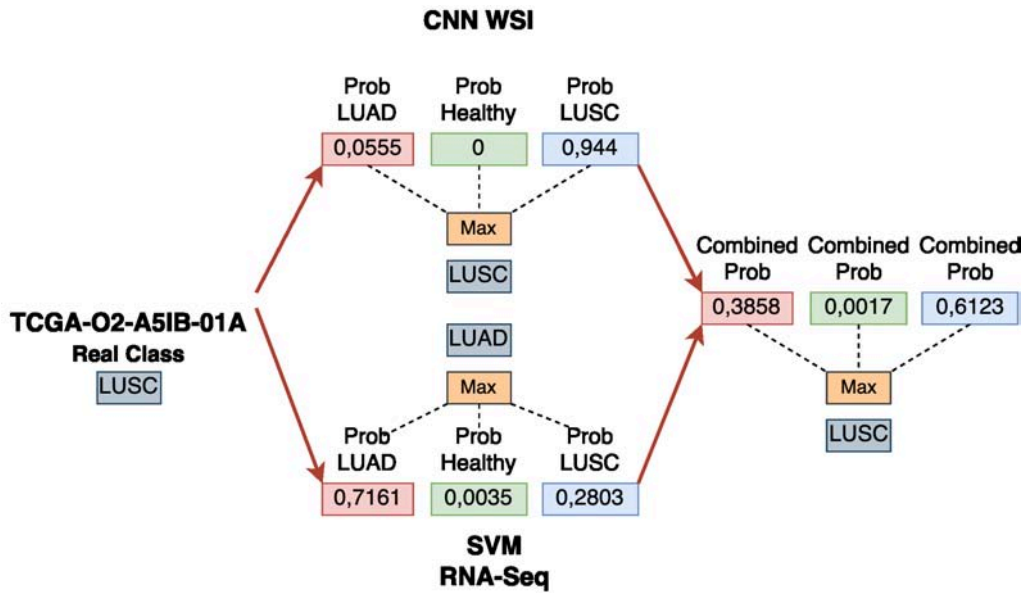 CNN WSI
Prob Prob Prob
LUAD Healthy LUSC
0,0555 0 0,944
Max
LUSC
Combined Combined Combined
Prob Prob Prob
0,3858 0,0017 0,6123
Max
LUSC
TCGA-O2-A5IB-01A
Real Class
LUSC
LUAD
Max
Prob Prob Prob
LUAD Healthy LUSC
0,7161 0,0035 0,2803
SVM
RNA-Seq